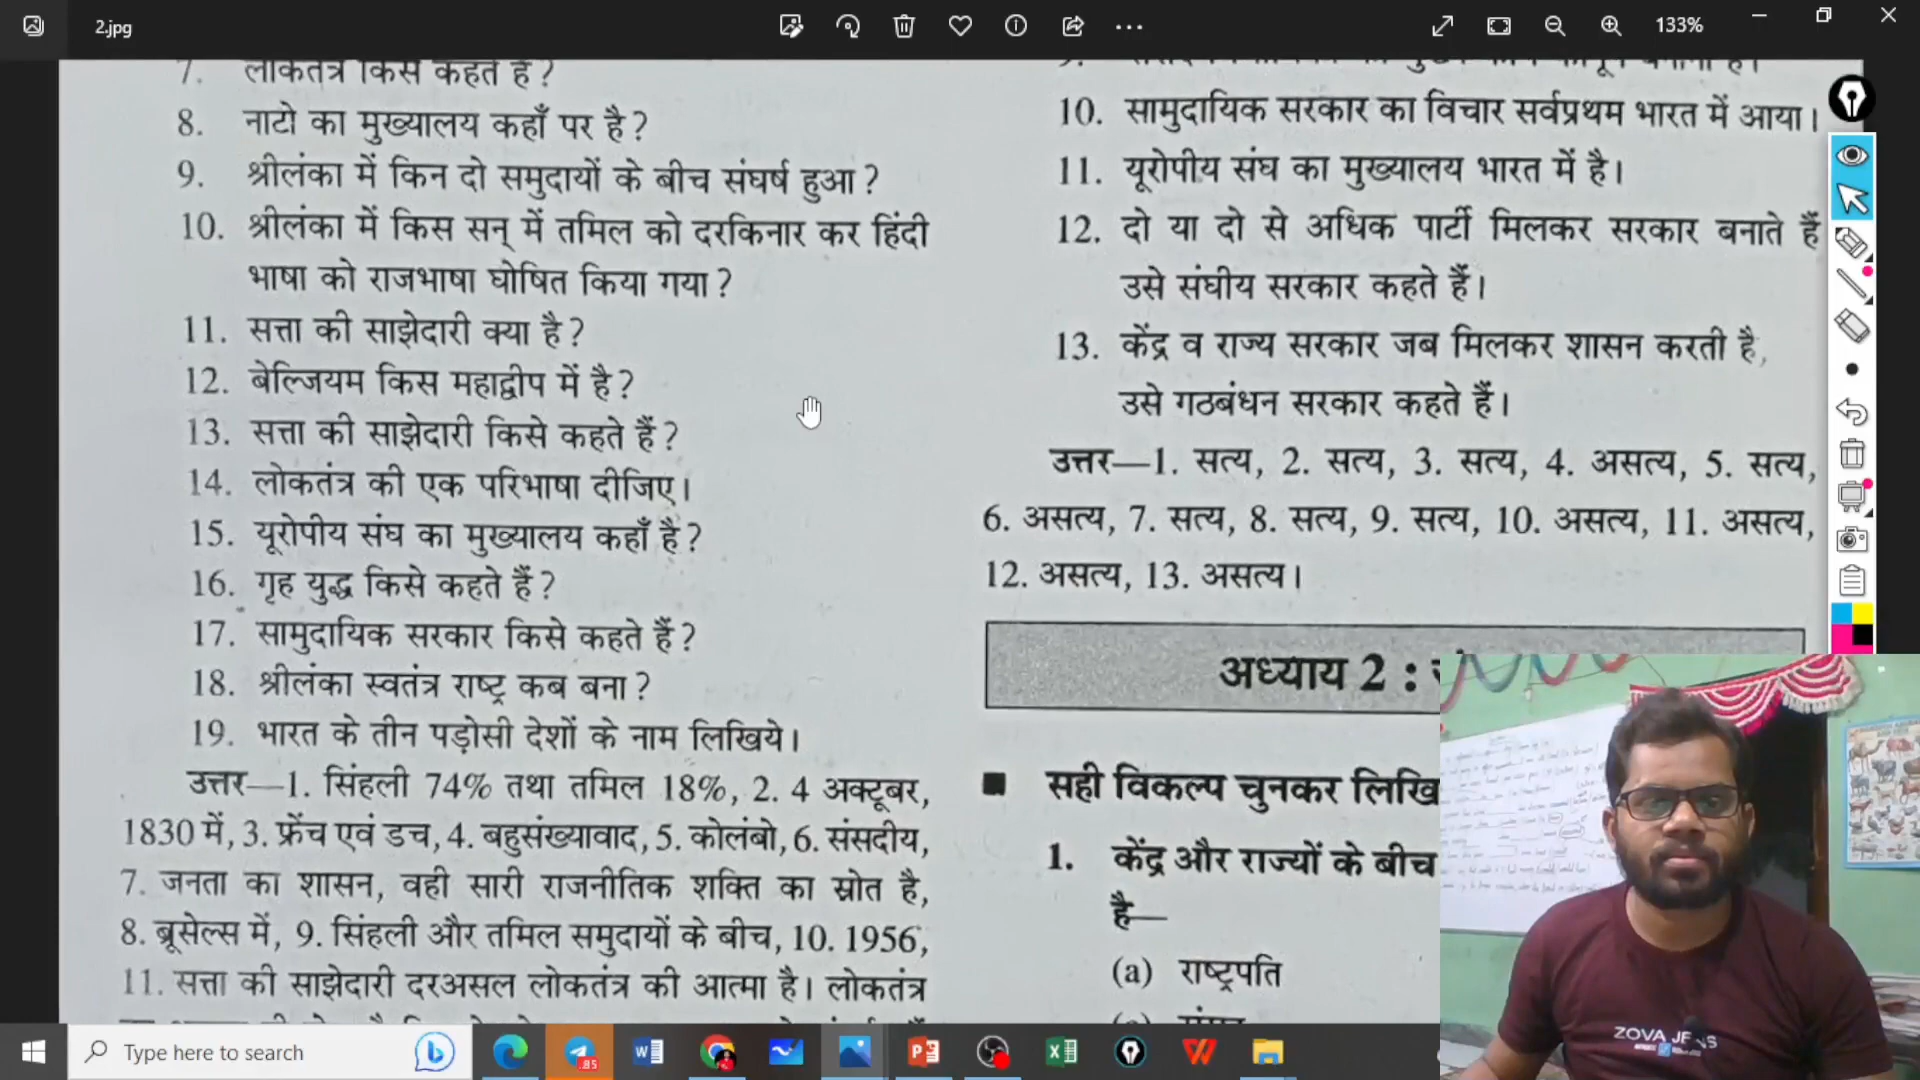 2.jpg
133%
7. लोकतंत्र किसे कहते हैं?
8. नाटो का मुख्यालय कहाँ पर है?
9. श्रीलंका में किन दो समुदायों के बीच संघर्ष हुआ?
10. श्रीलंका में किस सन् में तमिल को दरकिनार कर हिंदी
भाषा को राजभाषा घोषित किया गया?
11. सत्ता की साझेदारी क्या है?
12. बेल्जियम किस महाद्वीप में है?
13. सत्ता की साझेदारी किसे कहते हैं?
14. लोकतंत्र की एक परिभाषा दीजिए।
15. यूरोपीय संघ का मुख्यालय कहाँ है?
16. गृह युद्ध किसे कहते हैं?
17. सामुदायिक सरकार किसे कहते हैं?
18. श्रीलंका स्वतंत्र राष्ट्र कब बना?
19. भारत के तीन पड़ोसी देशों के नाम लिखिये।
उत्तर—1. सिंहली 74% तथा तमिल 18%, 2. 4 अक्टूबर,
1830 में, 3. फ्रेंच एवं डच, 4. बहुसंख्यावाद, 5. कोलंबो, 6. संसदीय,
7. जनता का शासन, वही सारी राजनीतिक शक्ति का स्रोत है,
8. ब्रूसेल्स में, 9. सिंहली और तमिल समुदायों के बीच, 10. 1956,
11. सत्ता की साझेदारी दरअसल लोकतंत्र की आत्मा है। लोकतंत्र
10. सामुदायिक सरकार का विचार सर्वप्रथम भारत में आया।
11. यूरोपीय संघ का मुख्यालय भारत में है।
12. दो या दो से अधिक पार्टी मिलकर सरकार बनाते हैं
उसे संघीय सरकार कहते हैं।
13. केंद्र व राज्य सरकार जब मिलकर शासन करती है,
उसे गठबंधन सरकार कहते हैं।
उत्तर—1. सत्य, 2. सत्य, 3. सत्य, 4. असत्य, 5. सत्य,
6. असत्य, 7. सत्य, 8. सत्य, 9. सत्य, 10. असत्य, 11. असत्य,
12. असत्य, 13. असत्य।
अध्याय 2 :
■ सही विकल्प चुनकर लिखि
1. केंद्र और राज्यों के बीच
है—
(a) राष्ट्रपति
ZOVA JEANS
Type here to search